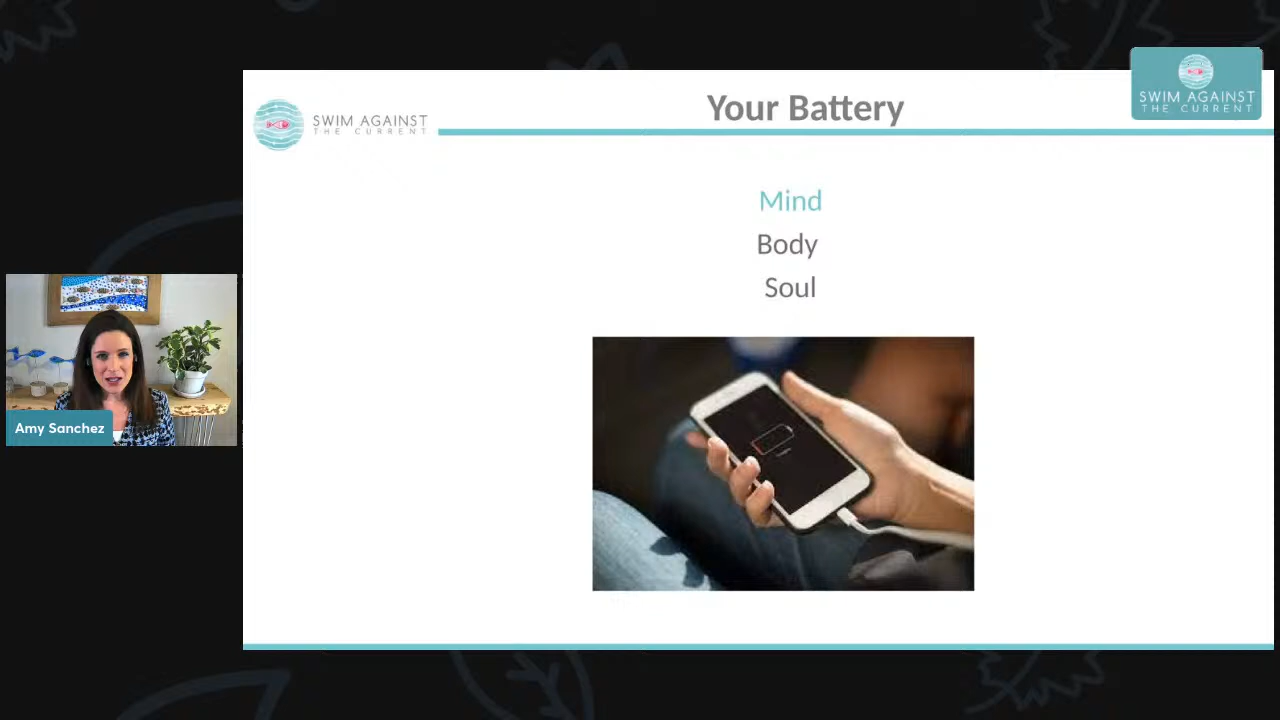 Your Battery
SWIM AGAINST
THE CURRENT
SWIM AGAINST
THE CURRENT
Mind
Body
Soul
Amy Sanchez